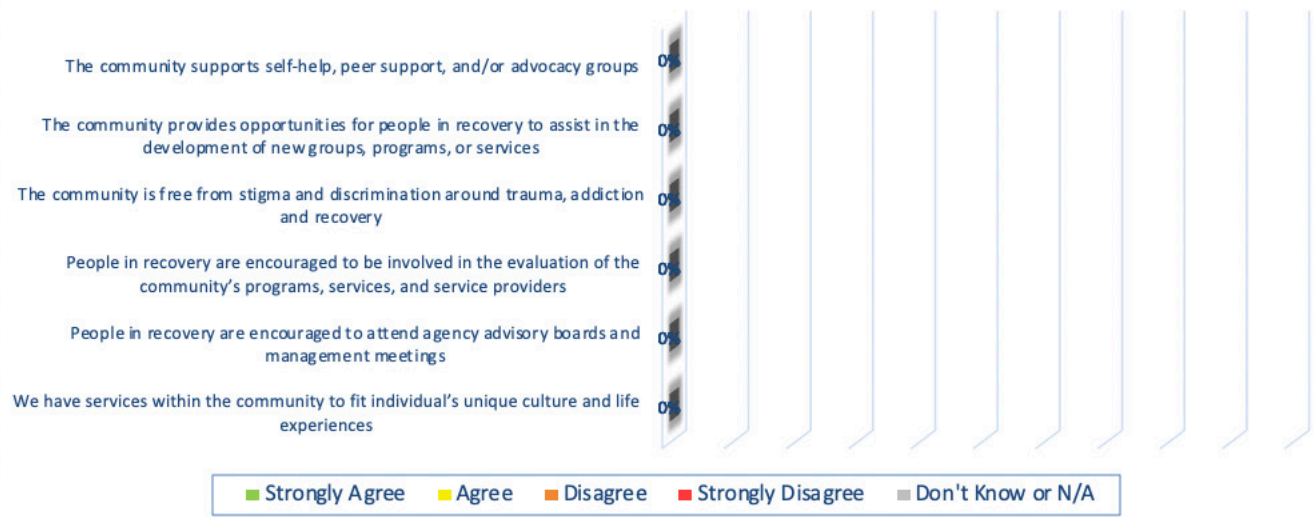 The community supports self-help, peer support, and/or advocacy groups
0%
The community provides opportunities for people in recovery to assist in the
development of new groups, programs, or services
0%
The community is free from stigma and discrimination around trauma, addiction
and recovery
0%
People in recovery are encouraged to be involved in the evaluation of the
community's programs, services, and service providers
0%
People in recovery are encouraged to attend agency advisory boards and
management meetings
0%
We have services within the community to fit individual's unique culture and life
experiences
0%
Strongly Agree Agree Disagree Strongly Disagree Don't Know or N/A